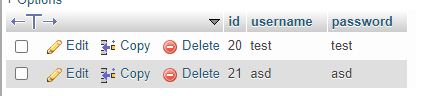 Options
id username password
Edit Copy Delete 20 test test
Edit Copy Delete 21 asd asd